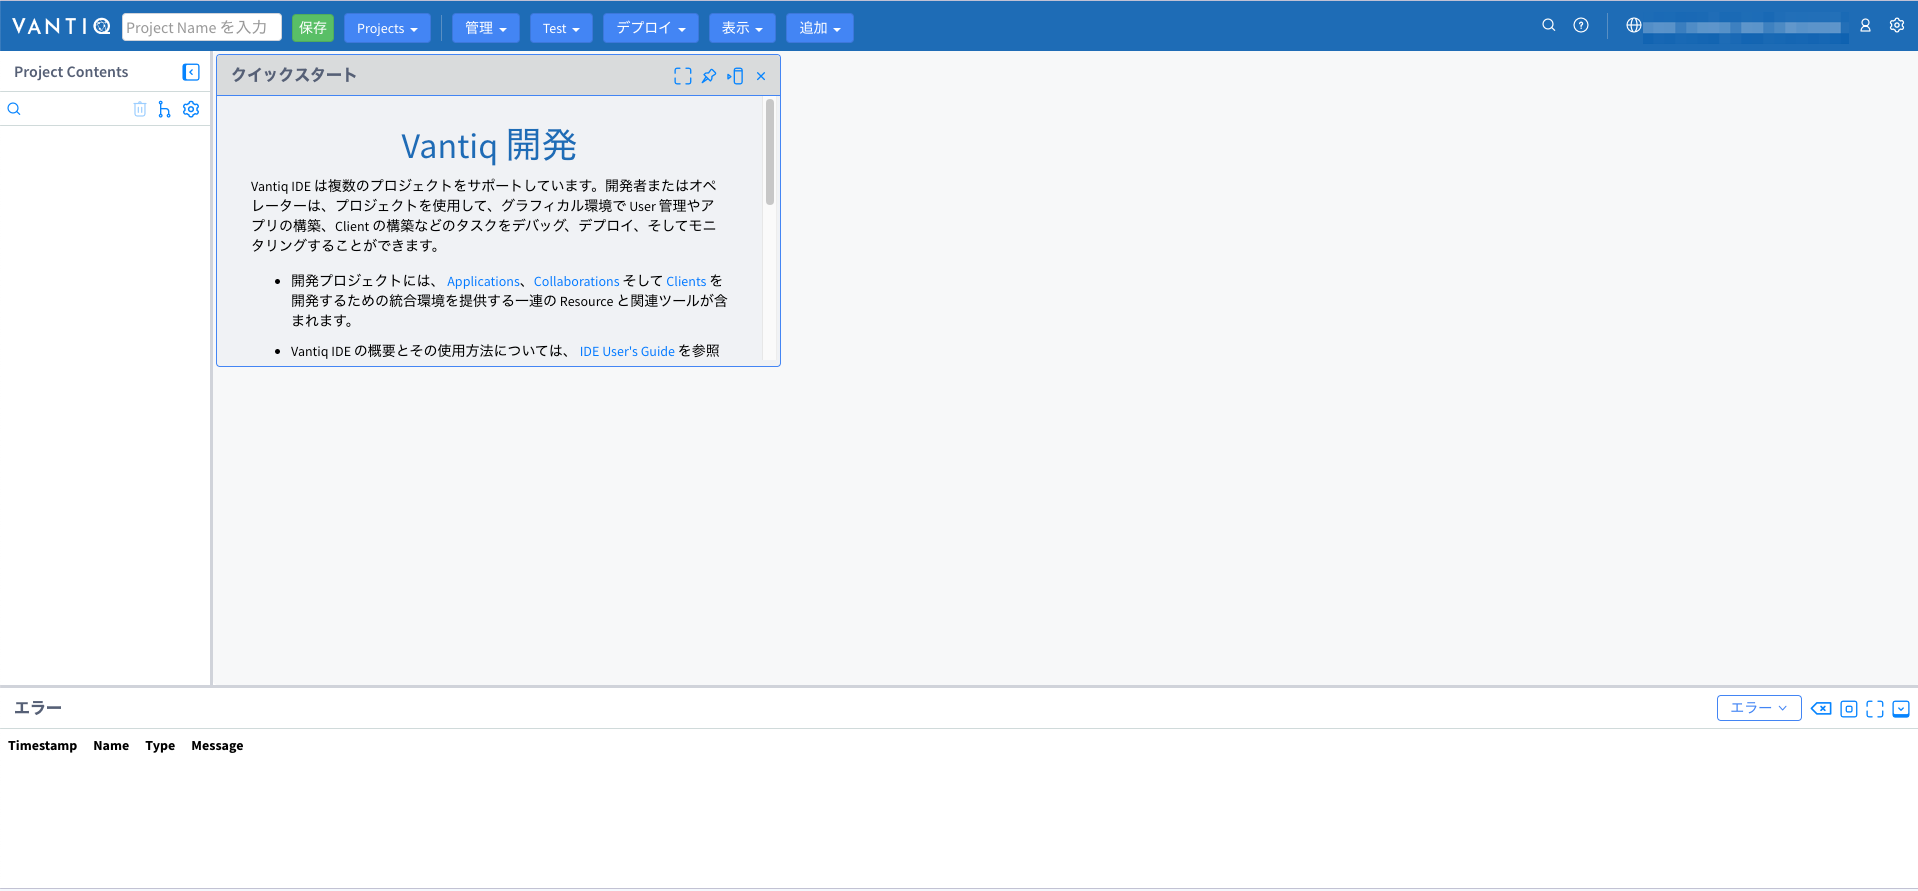 VANTIQ
Project Name を入力
保存
Projects
管理
Test
デプロイ
表示
追加
Project Contents
クイックスタート
Vantiq 開発
Vantiq IDE は複数のプロジェクトをサポートしています。開発者またはオペ
レーターは、プロジェクトを使用して、グラフィカル環境で User 管理やア
プリの構築、Client の構築などのタスクをデバッグ、デプロイ、そしてモニ
タリングすることができます。
• 開発プロジェクトには、 Applications、Collaborations そして Clients を
開発するための統合環境を提供する一連の Resource と関連ツールが含
まれます。
• Vantiq IDE の概要とその使用方法については、 IDE User's Guide を参照
エラー
エラー
Timestamp Name Type Message